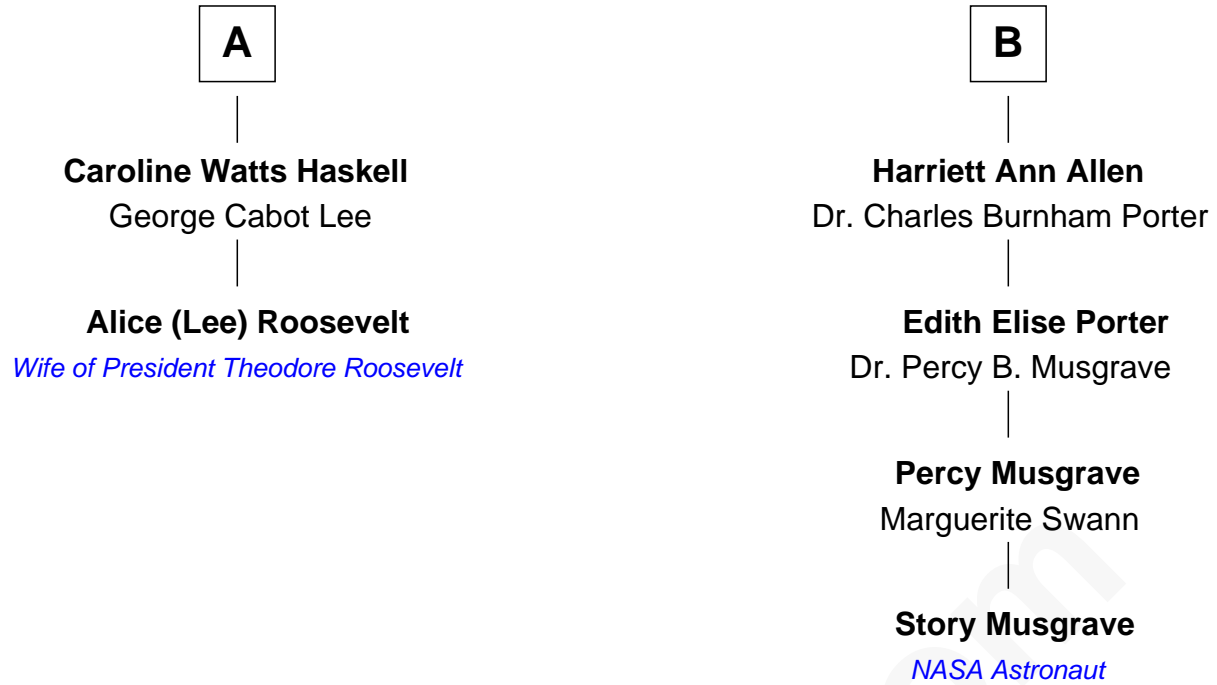 A
Caroline Watts Haskell
George Cabot Lee
Alice (Lee) Roosevelt
Wife of President Theodore Roosevelt
B
Harriett Ann Allen
Dr. Charles Burnham Porter
Edith Elise Porter
Dr. Percy B. Musgrave
Percy Musgrave
Marguerite Swann
Story Musgrave
NASA Astronaut